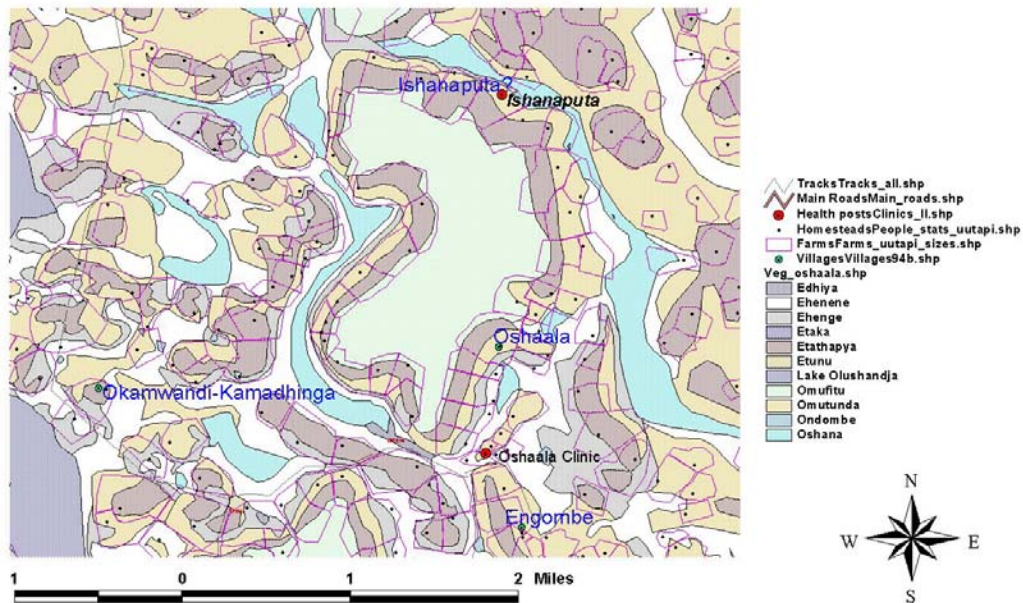 Ishanaputa?
Ishanaputa
Oshaala
Okamwandi-Kamadhinga
Oshaala Clinic
Engombe
TracksTracks_all.shp
Main RoadsMain_roads.shp
Health postsClinics_ll.shp
HomesteadsPeople_stats_uutapi.shp
FarmsFarms_uutapi_sizes.shp
VillagesVillages94b.shp
Veg_oshaala.shp
Edhiya
Ehenene
Ehenge
Etaka
Etathapya
Etunu
Lake Olushandja
Omufitu
Omutunda
Ondombe
Oshana
N
W E
S
1 0 1 2 Miles